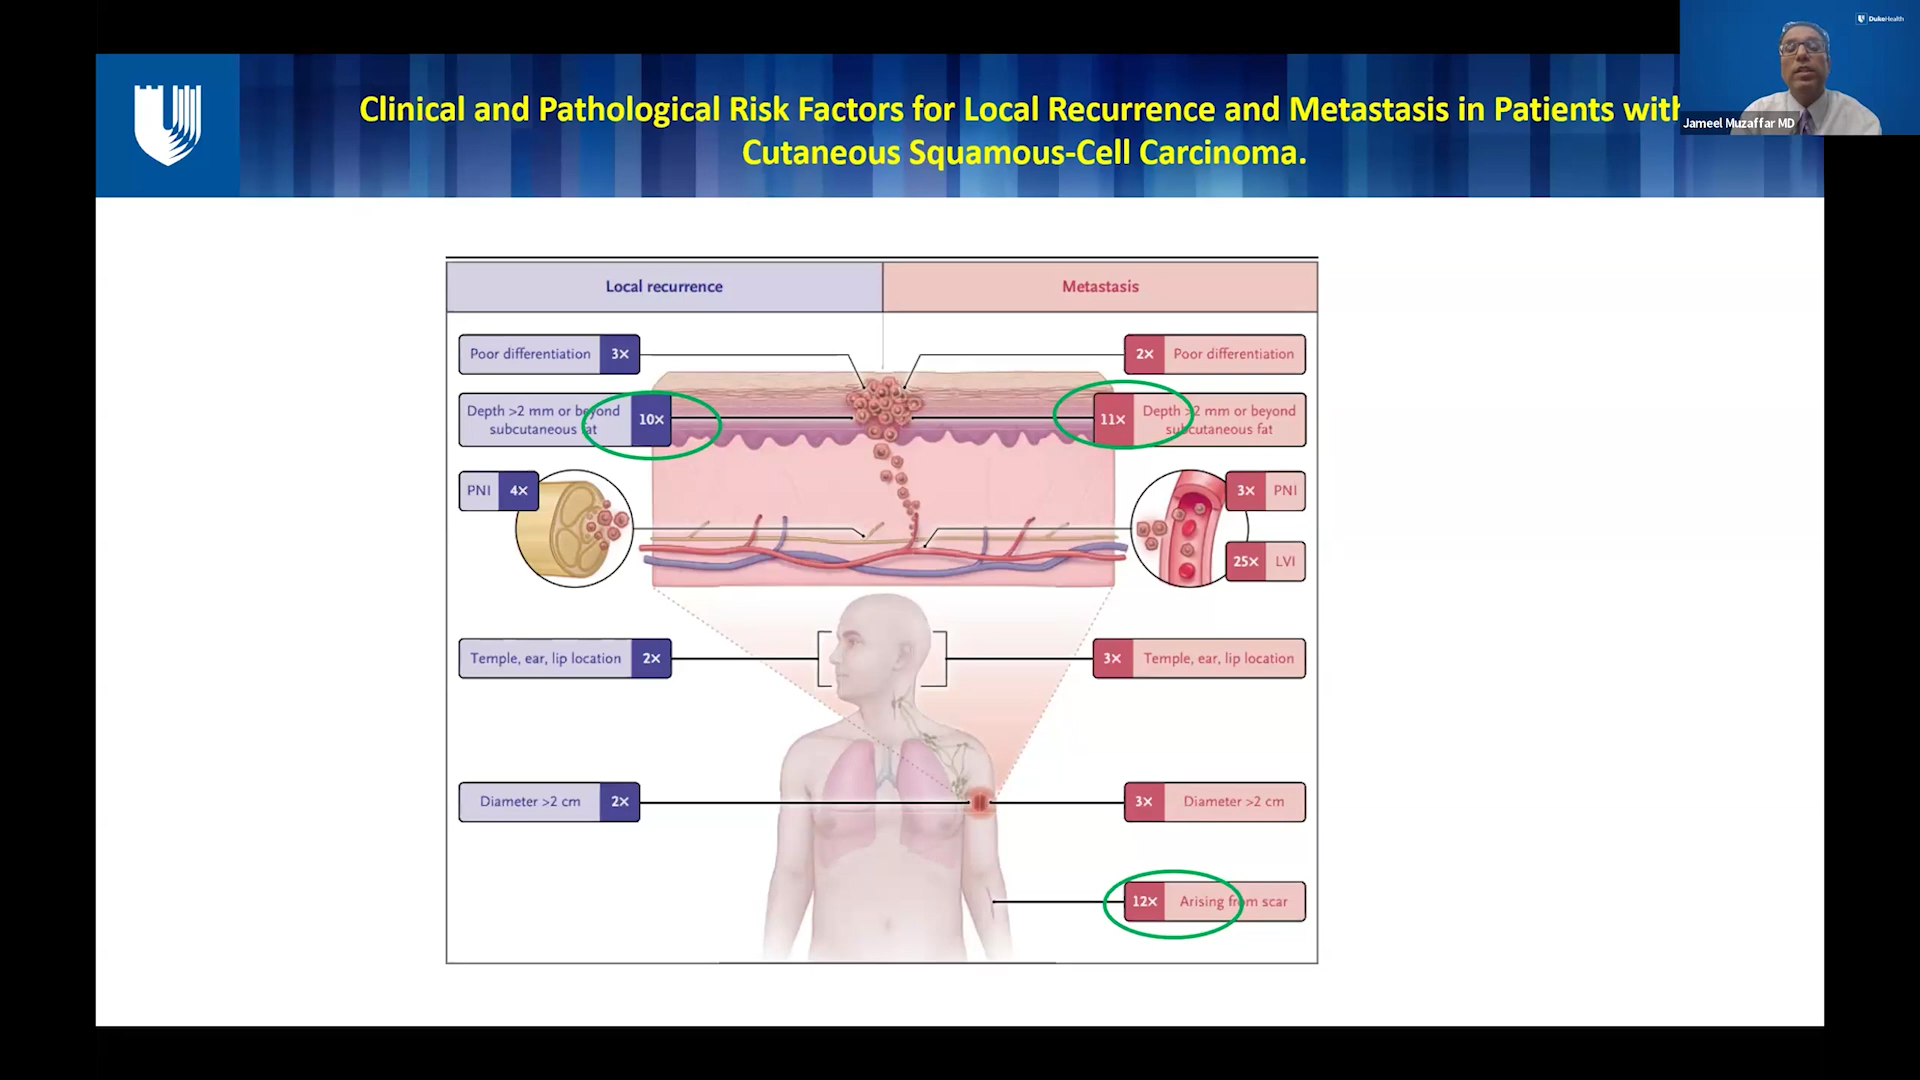 DukeHealth
Jameel Muzaffar MD
Clinical and Pathological Risk Factors for Local Recurrence and Metastasis in Patients with
Cutaneous Squamous-Cell Carcinoma.
Local recurrence
Metastasis
Poor differentiation 3×
2× Poor differentiation
Depth >2 mm or beyond
subcutaneous fat
10×
11×
Depth >2 mm or beyond
subcutaneous fat
PNI 4×
3× PNI
25× LVI
Temple, ear, lip location 2×
3× Temple, ear, lip location
Diameter >2 cm 2×
3× Diameter >2 cm
12× Arising from scar